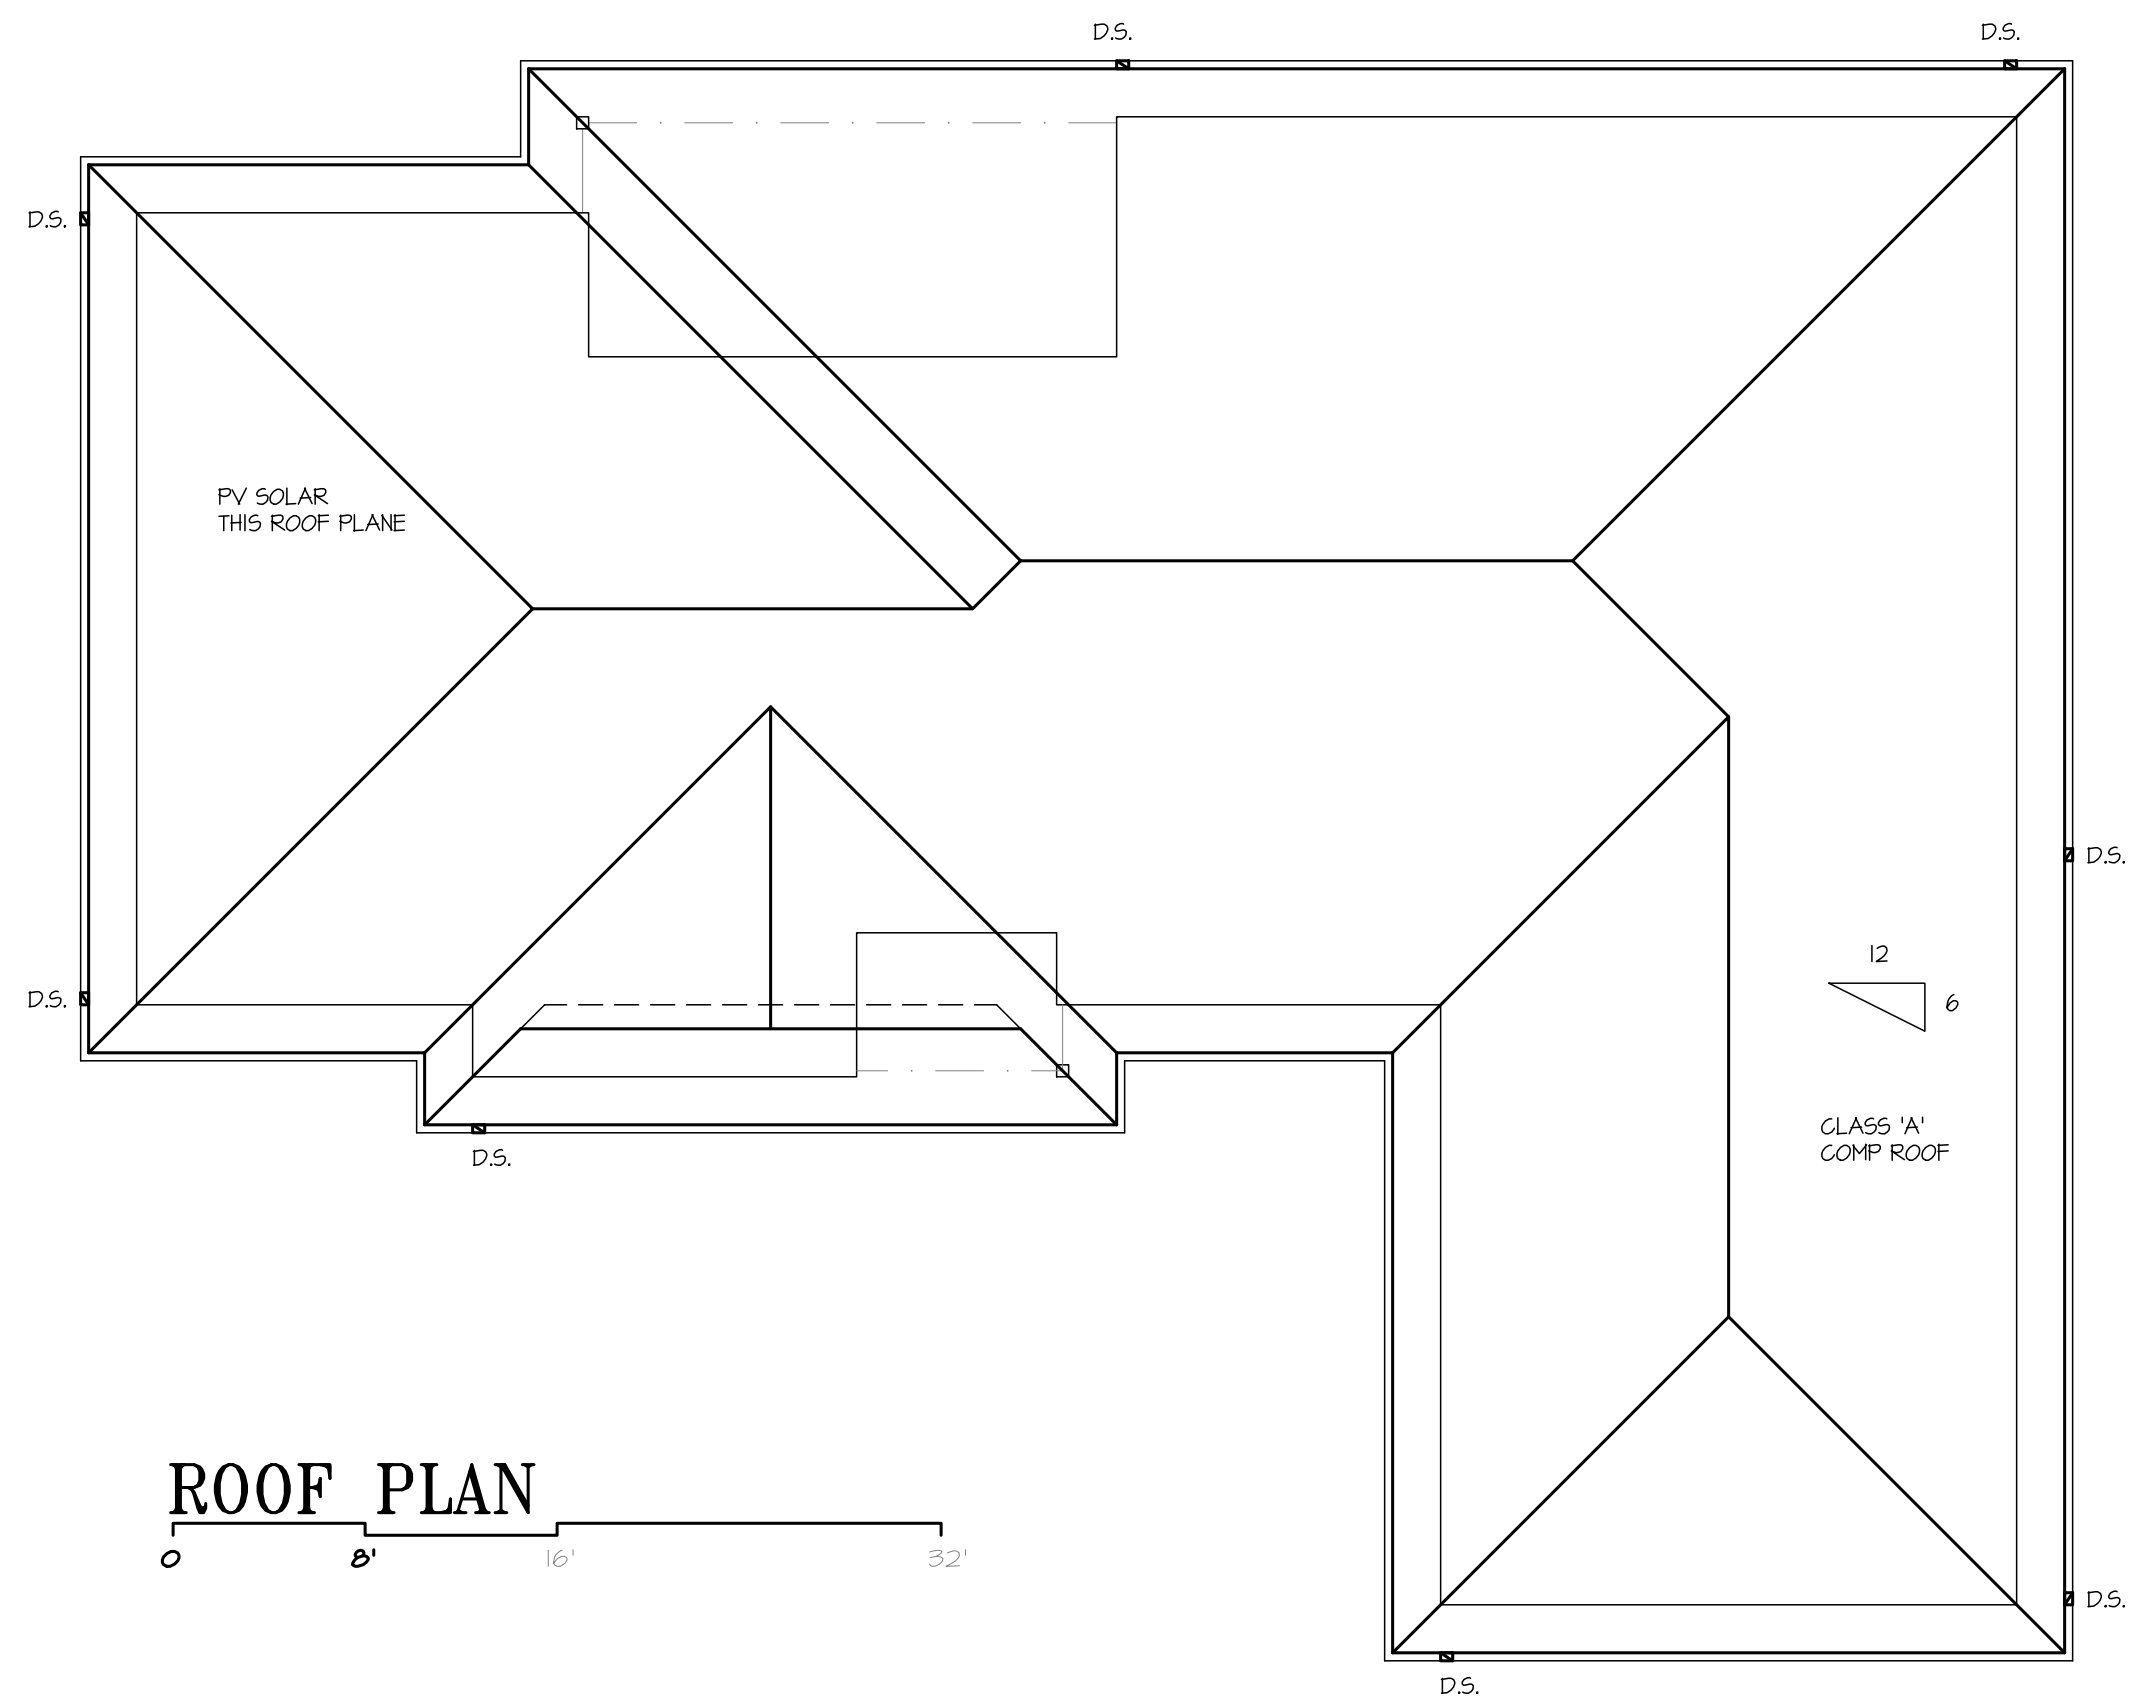 D.S.
D.S.
D.S.
PV SOLAR
THIS ROOF PLANE
D.S.
12
6
D.S.
CLASS 'A'
COMP ROOF
D.S.
ROOF PLAN
0 8' 16' 32'
D.S.
D.S.